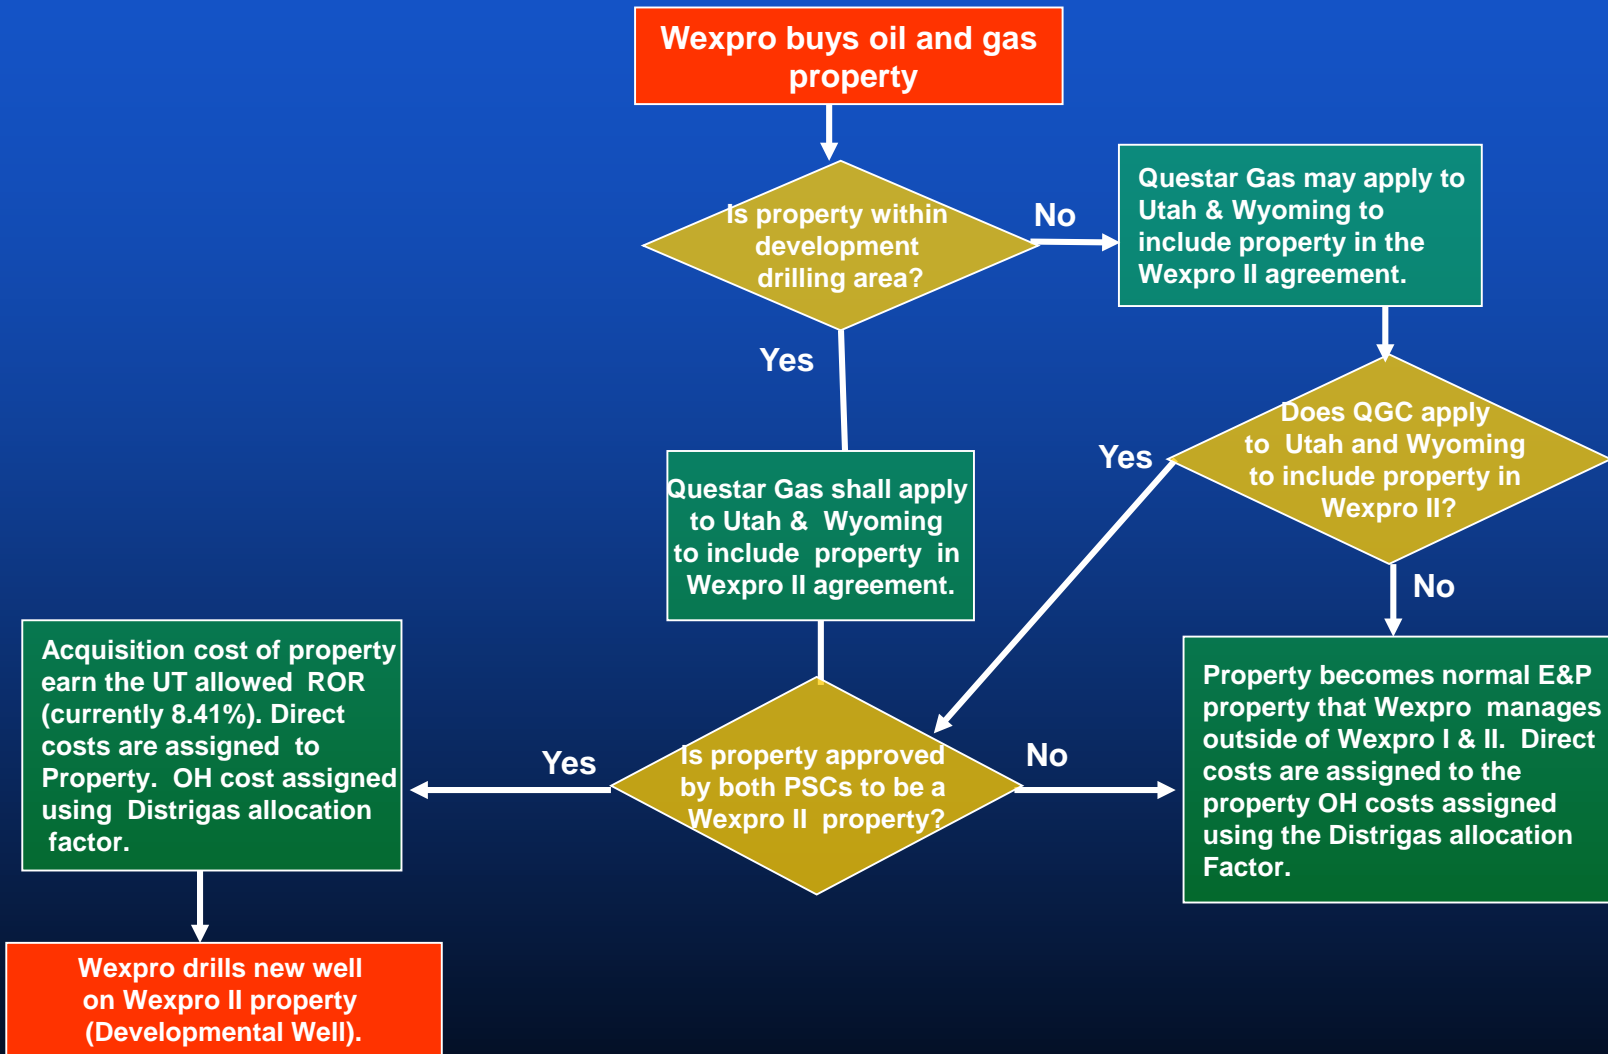 Wexpro buys oil and gas
property
Is property within
development
drilling area?
No
Questar Gas may apply to
Utah & Wyoming to
include property in the
Wexpro II agreement.
Yes
Does QGC apply
to Utah and Wyoming
to include property in
Wexpro II?
Yes
No
Questar Gas shall apply
to Utah & Wyoming
to include property in
Wexpro II agreement.
Is property approved
by both PSCs to be a
Wexpro II property?
Yes
No
Acquisition cost of property
earn the UT allowed ROR
(currently 8.41%). Direct
costs are assigned to
Property. OH cost assigned
using Distrigas allocation
factor.
Property becomes normal E&P
property that Wexpro manages
outside of Wexpro I & II. Direct
costs are assigned to the
property OH costs assigned
using the Distrigas allocation
Factor.
Wexpro drills new well
on Wexpro II property
(Developmental Well).